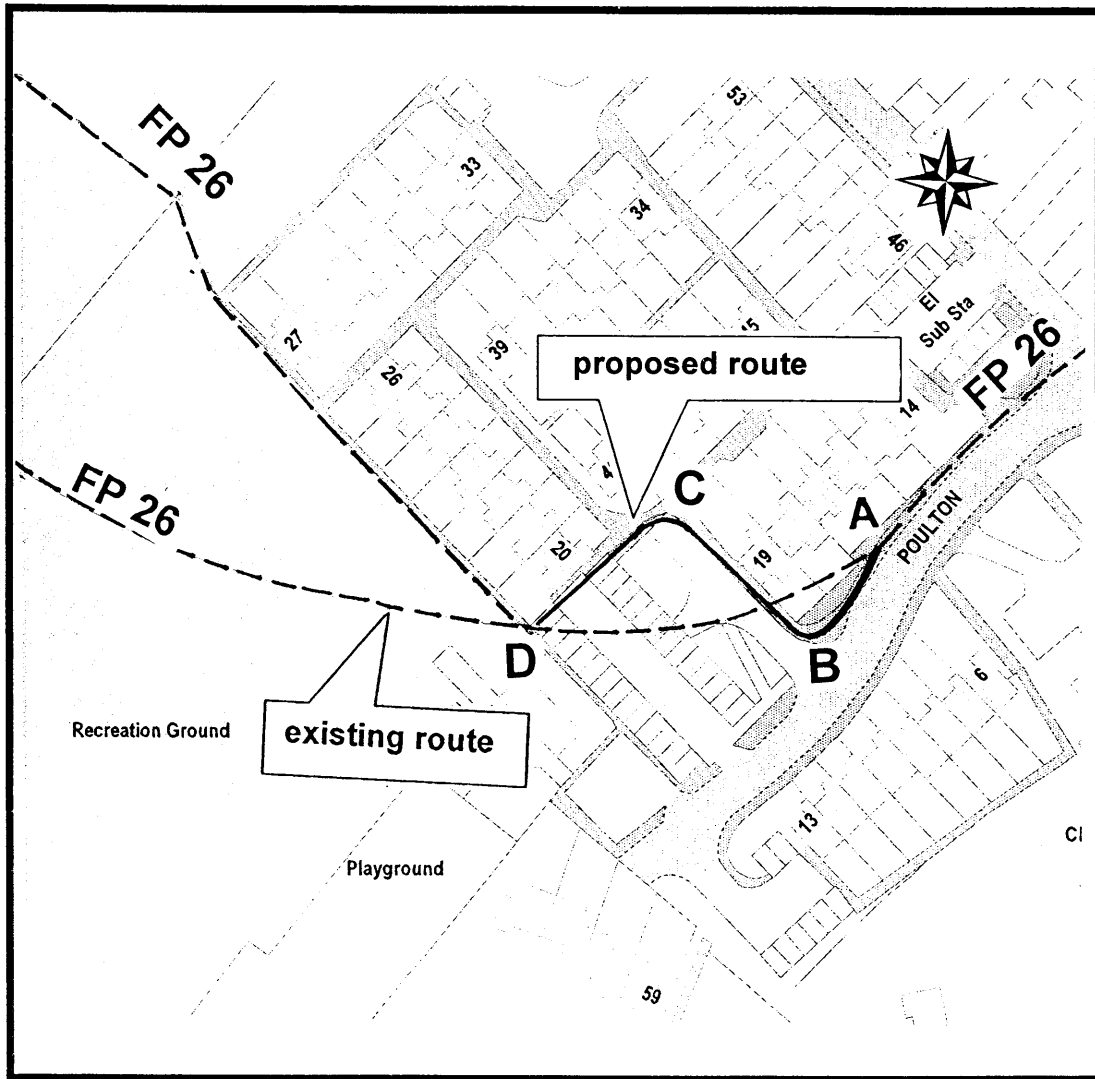 FP 26
53
33
34
46
El
Sub Sta
27
39
proposed route
FP 26
26
14
4
C
A
FP 26
POULTON
20
19
D
B
6
Recreation Ground
existing route
13
Cl
Playground
59